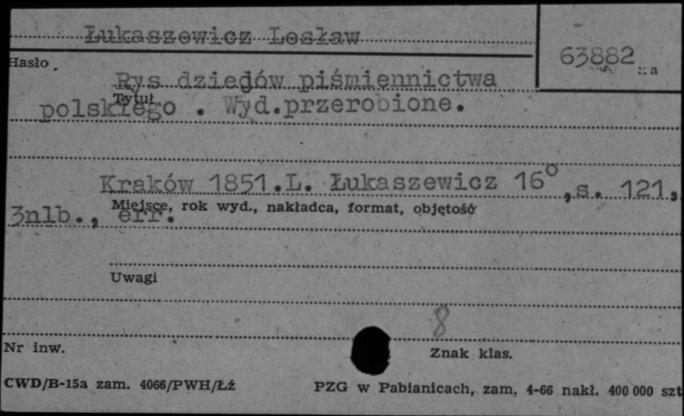 Łukaszewicz Lesław
63882
Hasło
Rys dziejów piśmiennictwa
Tytuł
polskiego . Wyd.przerobione.
Kraków 1851.L. Łukaszewicz 16°,s. 121,
Miejsce, rok wyd., nakładca, format, objętość
3nlb., err.
Uwagi
8
Nr inw.
Znak klas.
CWD/B-15a zam. 4066/PWH/Łż
PZG w Pabianicach, zam, 4-66 nakł. 400 000 szt